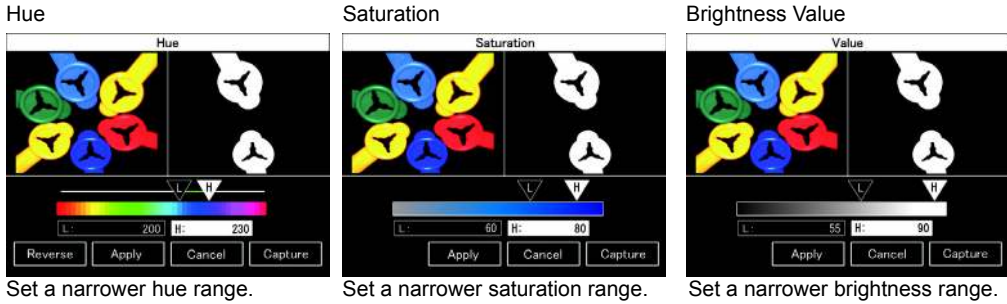 Hue
Saturation
Brightness Value
Hue
L
H
L: 200 H: 230
Reverse Apply Cancel Capture
Saturation
L
H
L: 60 H: 80
Apply Cancel Capture
Value
L
H
L: 55 H: 90
Apply Cancel Capture
Set a narrower hue range.
Set a narrower saturation range.
Set a narrower brightness range.